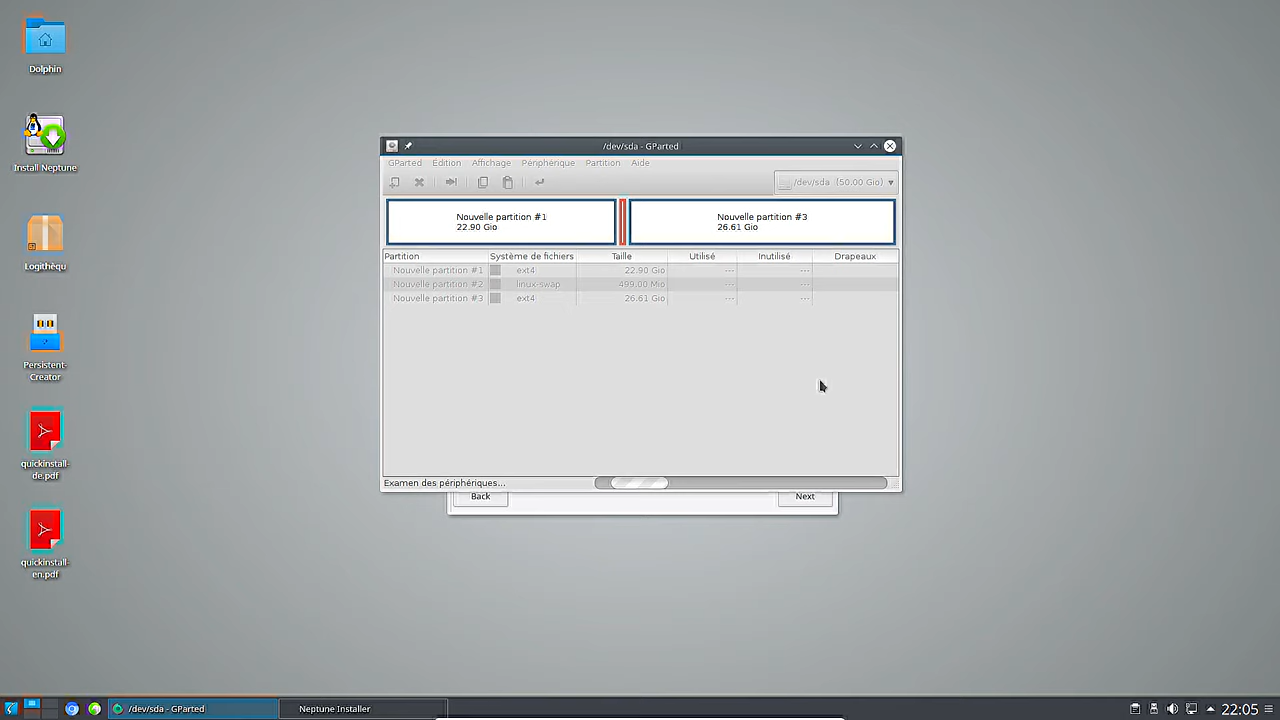 Dolphin
Install Neptune
Logithèqu
Persistent-
Creator
quickinstall-
de.pdf
quickinstall-
en.pdf
/dev/sda - GParted
GParted Édition Affichage Périphérique Partition Aide
/dev/sda (50.00 Gio)
Nouvelle partition #1
22.90 Gio
Nouvelle partition #3
26.61 Gio
Partition Système de fichiers Taille Utilisé Inutilisé Drapeaux
Nouvelle partition #1 ext4 22.90 Gio --- ---
Nouvelle partition #2 linux-swap 499.00 Mio --- ---
Nouvelle partition #3 ext4 26.61 Gio --- ---
Examen des périphériques...
Back Next
/dev/sda - GParted
Neptune Installer
22:05